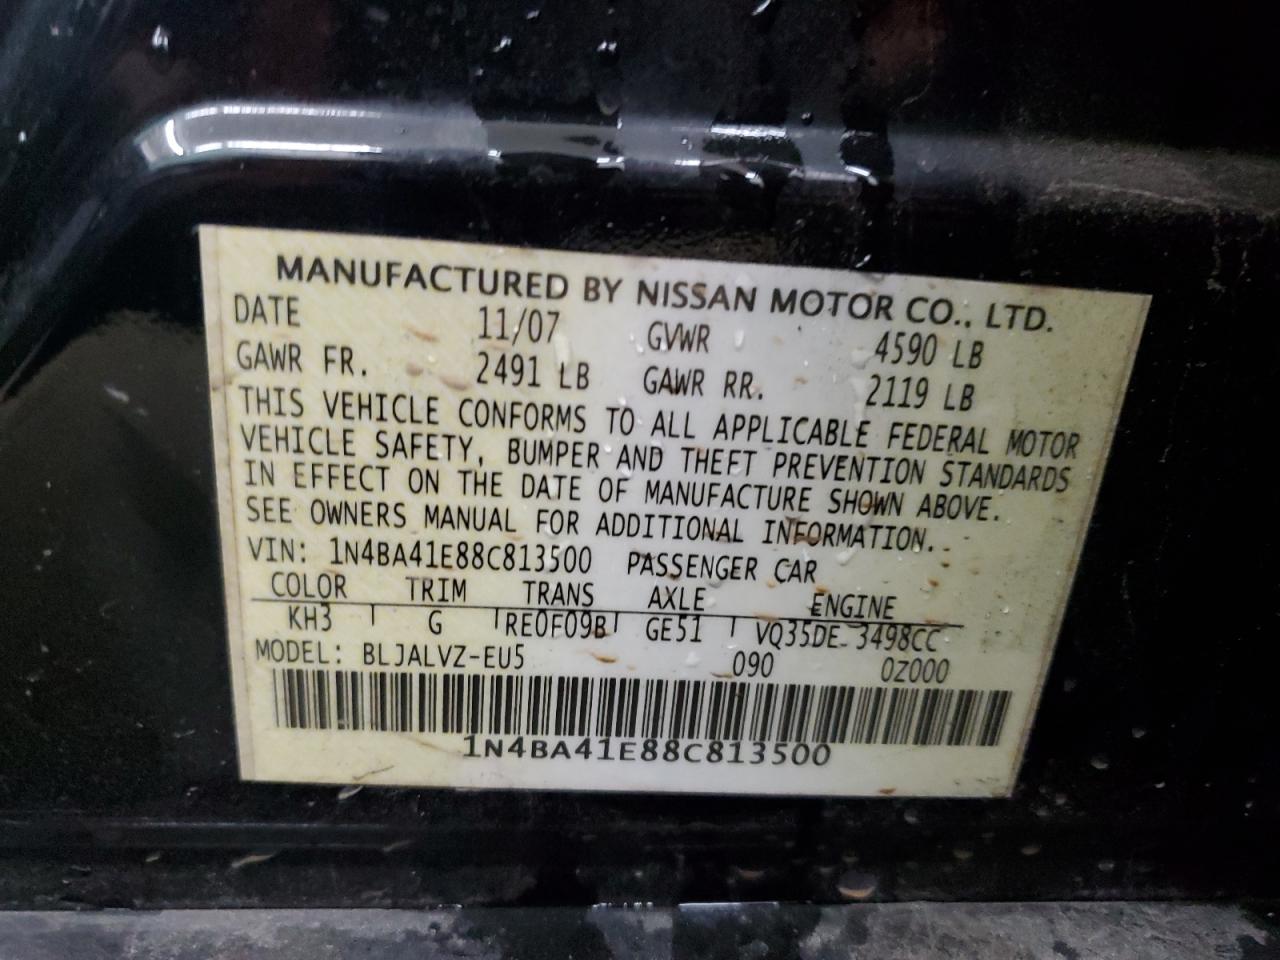 MANUFACTURED BY NISSAN MOTOR CO., LTD.
DATE 11/07 GVWR 4590 LB
GAWR FR. 2491 LB GAWR RR. 2119 LB
THIS VEHICLE CONFORMS TO ALL APPLICABLE FEDERAL MOTOR
VEHICLE SAFETY, BUMPER AND THEFT PREVENTION STANDARDS
IN EFFECT ON THE DATE OF MANUFACTURE SHOWN ABOVE.
SEE OWNERS MANUAL FOR ADDITIONAL INFORMATION.
VIN: 1N4BA41E88C813500 PASSENGER CAR
COLOR TRIM TRANS AXLE ENGINE
KH3 G RE0F09B GE51 VQ35DE 3498CC
MODEL: BLJALVZ-EU5 090 0Z000
1N4BA41E88C813500